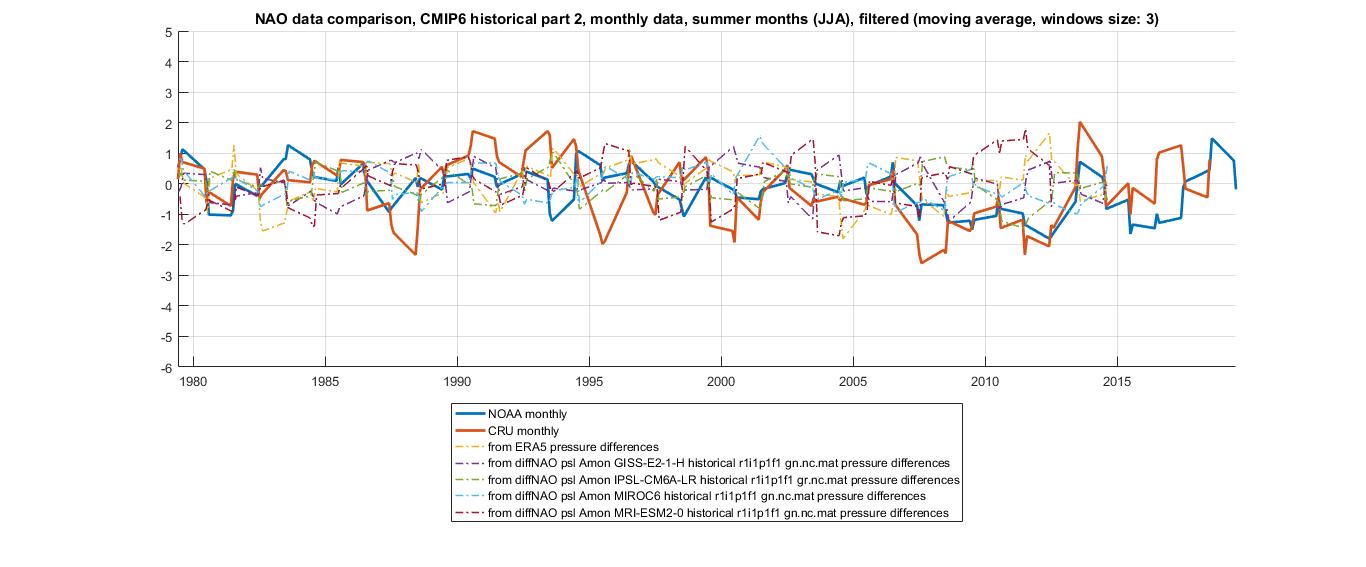 NAO data comparison, CMIP6 historical part 2, monthly data, summer months (JJA), filtered (moving average, windows size: 3)
5
4
3
2
1
0
-1
-2
-3
-4
-5
-6
1980 1985 1990 1995 2000 2005 2010 2015
NOAA monthly
CRU monthly
from ERA5 pressure differences
from diffNAO psl Amon GISS-E2-1-H historical r1i1p1f1 gn.nc.mat pressure differences
from diffNAO psl Amon IPSL-CM6A-LR historical r1i1p1f1 gr.nc.mat pressure differences
from diffNAO psl Amon MIROC6 historical r1i1p1f1 gn.nc.mat pressure differences
from diffNAO psl Amon MRI-ESM2-0 historical r1i1p1f1 gn.nc.mat pressure differences